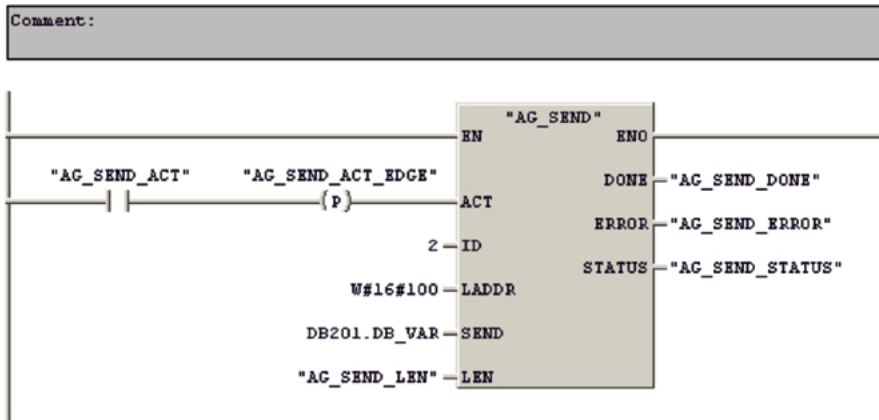 Comment:
"AG_SEND"
EN ENO
"AG_SEND_ACT" "AG_SEND_ACT_EDGE" DONE "AG_SEND_DONE"
(P) ACT
ERROR "AG_SEND_ERROR"
2 ID
STATUS "AG_SEND_STATUS"
W#16#100 LADDR
DB201.DB_VAR SEND
"AG_SEND_LEN" LEN